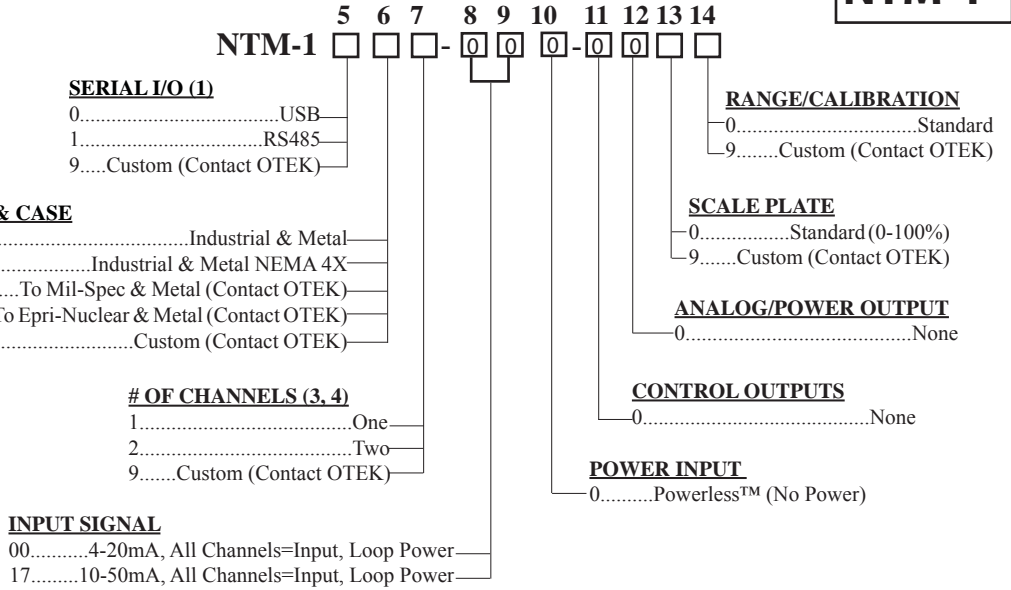 5 6 7 8 9 10 11 12 13 14
NTM-1 - 0 0 0 - 0 0
SERIAL I/O (1)
0..................................USB
1................................RS485
9.....Custom (Contact OTEK)
& CASE
...................................Industrial & Metal
.................Industrial & Metal NEMA 4X
....To Mil-Spec & Metal (Contact OTEK)
To Epri-Nuclear & Metal (Contact OTEK)
........................Custom (Contact OTEK)
# OF CHANNELS (3, 4)
1.....................................One
2.....................................Two
9.......Custom (Contact OTEK)
INPUT SIGNAL
00...........4-20mA, All Channels=Input, Loop Power
17.........10-50mA, All Channels=Input, Loop Power
RANGE/CALIBRATION
0...............................Standard
9........Custom (Contact OTEK)
SCALE PLATE
0...............Standard (0-100%)
9.......Custom (Contact OTEK)
ANALOG/POWER OUTPUT
0.......................................None
CONTROL OUTPUTS
0.......................................None
POWER INPUT
0..........Powerless™ (No Power)